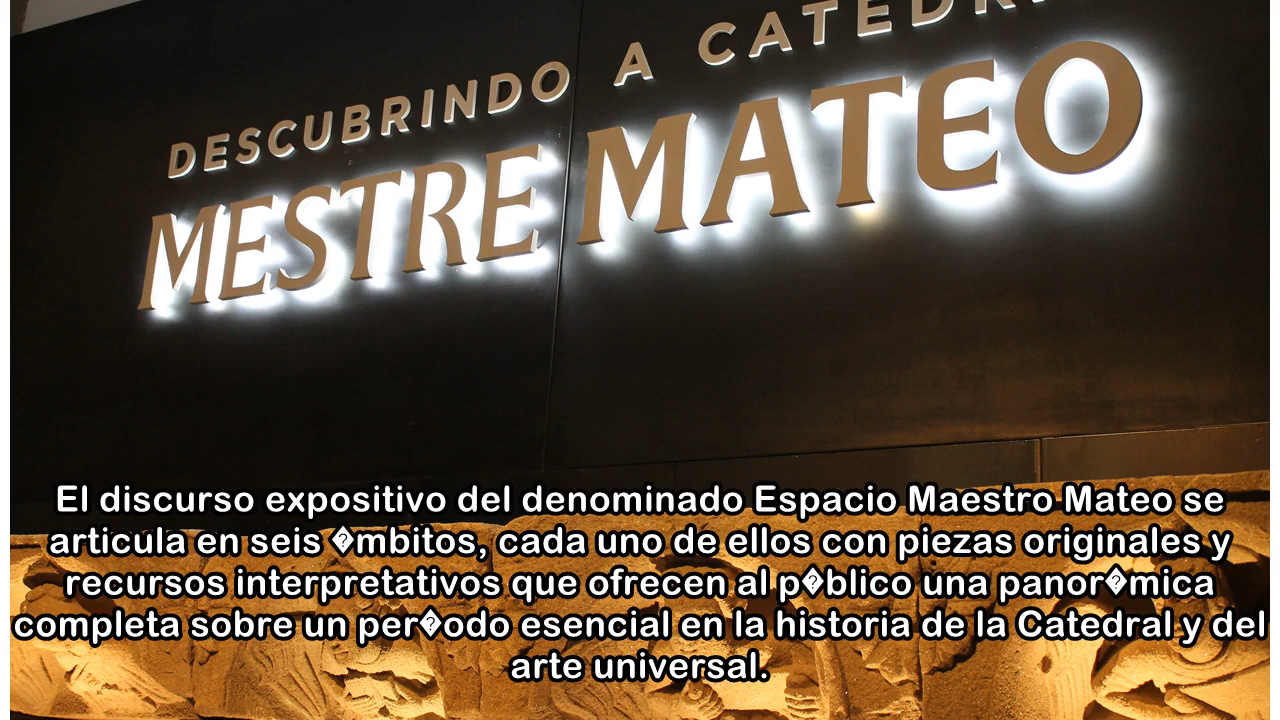 DESCUBRINDO A CATEDR
MESTRE MATEO
El discurso expositivo del denominado Espacio Maestro Mateo se
articula en seis �mbitos, cada uno de ellos con piezas originales y
recursos interpretativos que ofrecen al p�blico una panor�mica
completa sobre un per�odo esencial en la historia de la Catedral y del
arte universal.